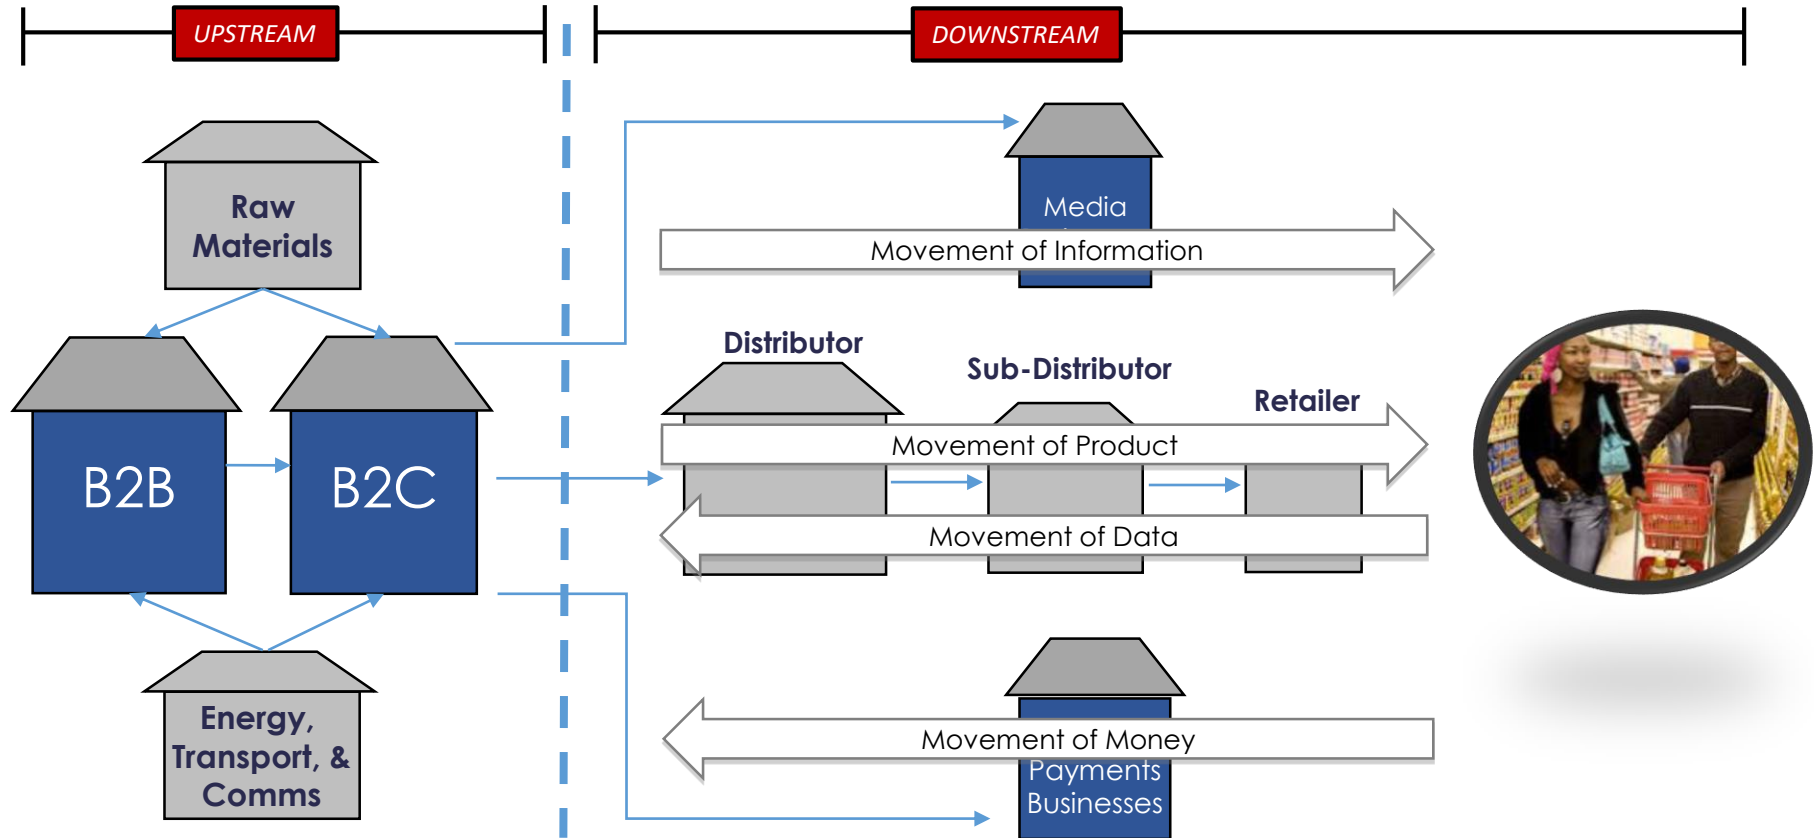 UPSTREAM
DOWNSTREAM
Raw
Materials
Media
Movement of Information
Distributor
Sub-Distributor
Retailer
Movement of Product
B2B
B2C
Movement of Data
Energy,
Transport, &
Comms
Movement of Money
Payments
Businesses